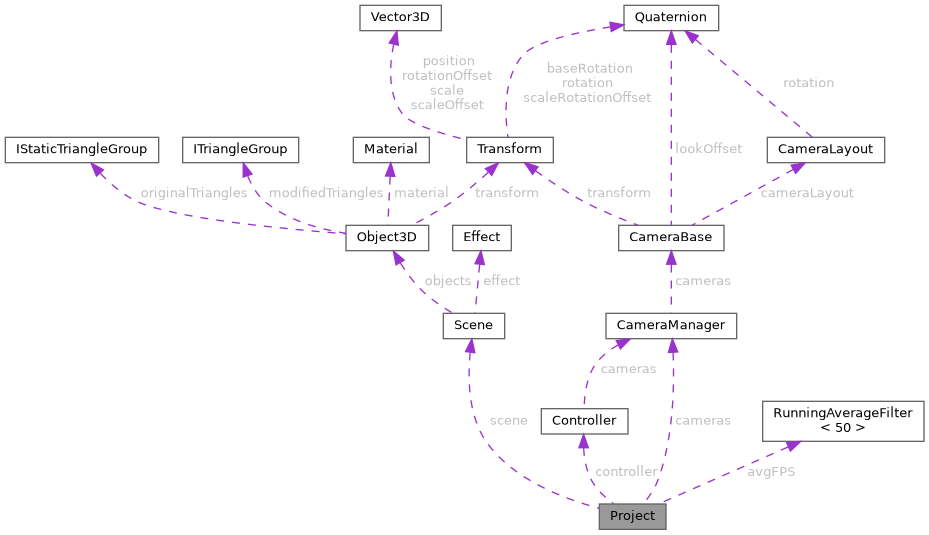 Vector3D
Quaternion
position
rotationOffset
scale
scaleOffset
baseRotation
rotation
scaleRotationOffset
rotation
IStaticTriangleGroup
ITriangleGroup
Material
Transform
lookOffset
CameraLayout
originalTriangles
modifiedTriangles
material
transform
transform
cameraLayout
Object3D
Effect
CameraBase
objects
effect
cameras
Scene
CameraManager
cameras
Controller
RunningAverageFilter
< 50 >
scene
cameras
controller
avgFPS
Project